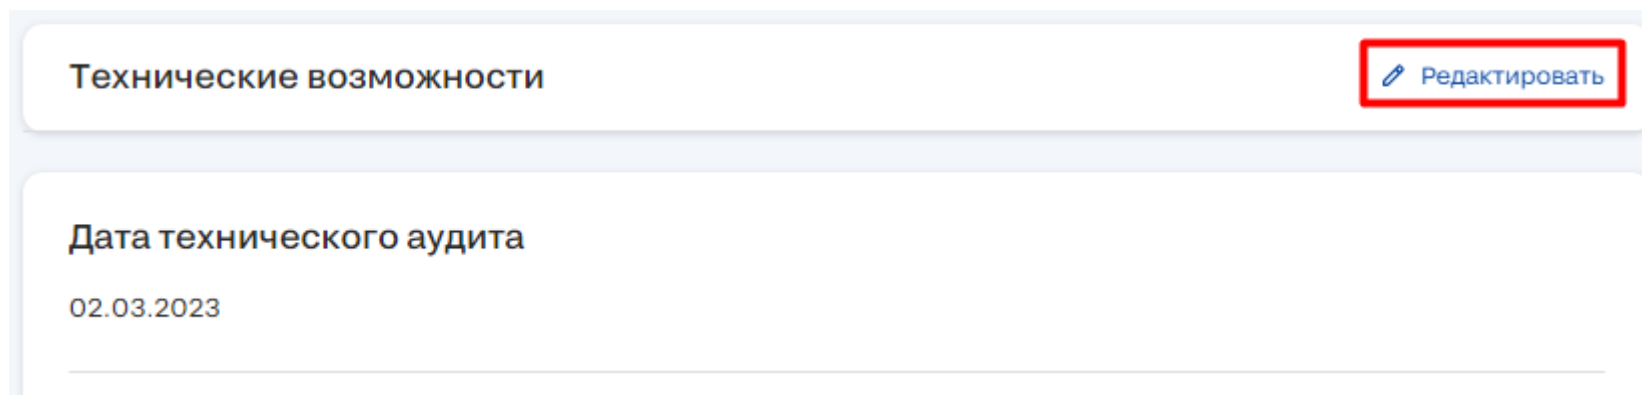 Технические возможности
Редактировать
Дата технического аудита
02.03.2023